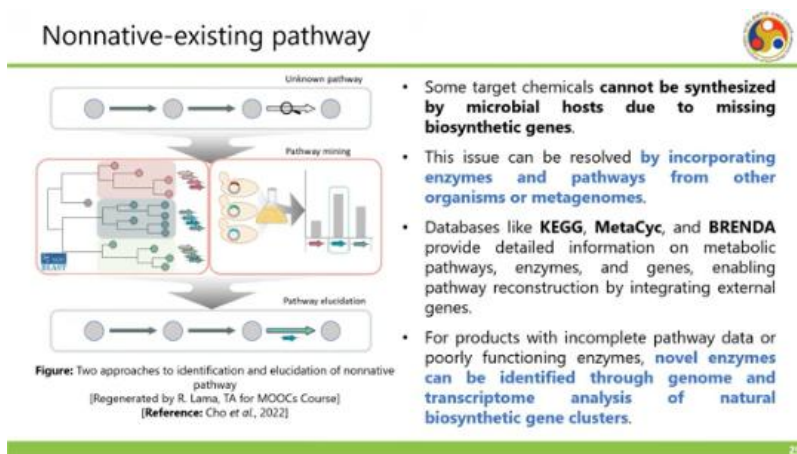 Nonnative-existing pathway
Unknown pathway
Pathway mining
BLAST
Pathway elucidation
Figure: Two approaches to identification and elucidation of nonnative
pathway
[Regenerated by R. Lama, TA for MOOCs Course]
[Reference: Cho et al., 2022]
• Some target chemicals cannot be synthesized
by microbial hosts due to missing
biosynthetic genes.
• This issue can be resolved by incorporating
enzymes and pathways from other
organisms or metagenomes.
• Databases like KEGG, MetaCyc, and BRENDA
provide detailed information on metabolic
pathways, enzymes, and genes, enabling
pathway reconstruction by integrating external
genes.
• For products with incomplete pathway data or
poorly functioning enzymes, novel enzymes
can be identified through genome and
transcriptome analysis of natural
biosynthetic gene clusters.